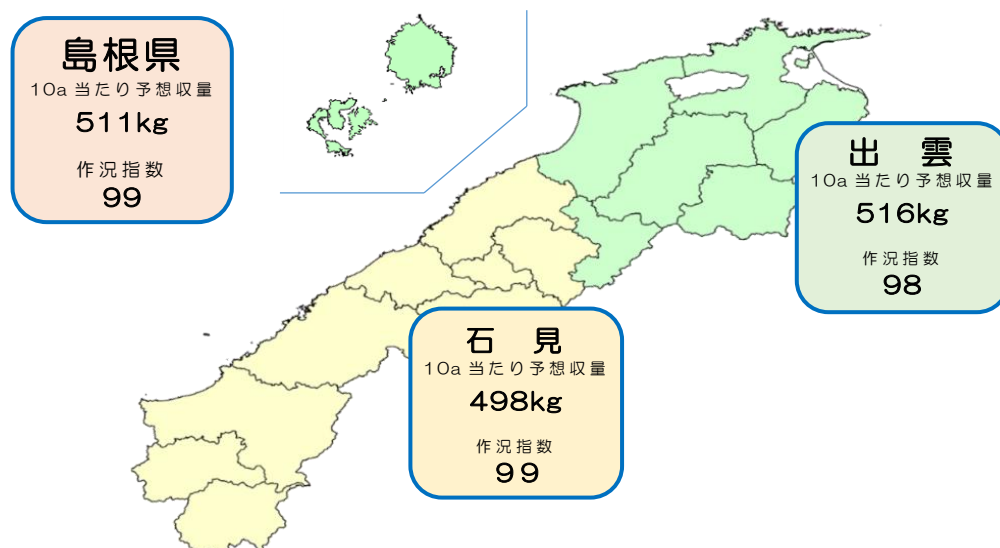 島根県
10a 当たり予想収量
511kg
作況指数
99
出 雲
10a 当たり予想収量
516kg
作況指数
98
石 見
10a 当たり予想収量
498kg
作況指数
99